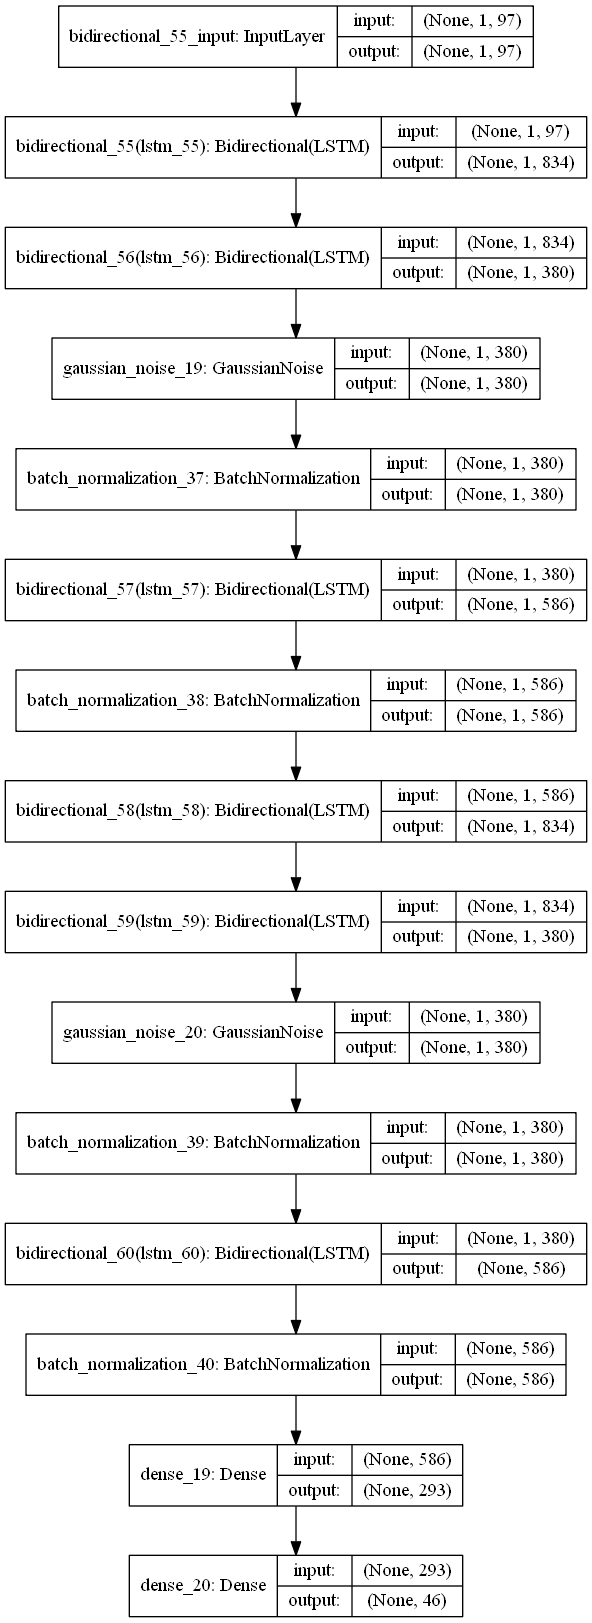 bidirectional_55_input: InputLayer
input: (None, 1, 97)
output: (None, 1, 97)
bidirectional_55(lstm_55): Bidirectional(LSTM)
input: (None, 1, 97)
output: (None, 1, 834)
bidirectional_56(lstm_56): Bidirectional(LSTM)
input: (None, 1, 834)
output: (None, 1, 380)
gaussian_noise_19: GaussianNoise
input: (None, 1, 380)
output: (None, 1, 380)
batch_normalization_37: BatchNormalization
input: (None, 1, 380)
output: (None, 1, 380)
bidirectional_57(lstm_57): Bidirectional(LSTM)
input: (None, 1, 380)
output: (None, 1, 586)
batch_normalization_38: BatchNormalization
input: (None, 1, 586)
output: (None, 1, 586)
bidirectional_58(lstm_58): Bidirectional(LSTM)
input: (None, 1, 586)
output: (None, 1, 834)
bidirectional_59(lstm_59): Bidirectional(LSTM)
input: (None, 1, 834)
output: (None, 1, 380)
gaussian_noise_20: GaussianNoise
input: (None, 1, 380)
output: (None, 1, 380)
batch_normalization_39: BatchNormalization
input: (None, 1, 380)
output: (None, 1, 380)
bidirectional_60(lstm_60): Bidirectional(LSTM)
input: (None, 1, 380)
output: (None, 586)
batch_normalization_40: BatchNormalization
input: (None, 586)
output: (None, 586)
dense_19: Dense
input: (None, 586)
output: (None, 293)
dense_20: Dense
input: (None, 293)
output: (None, 46)